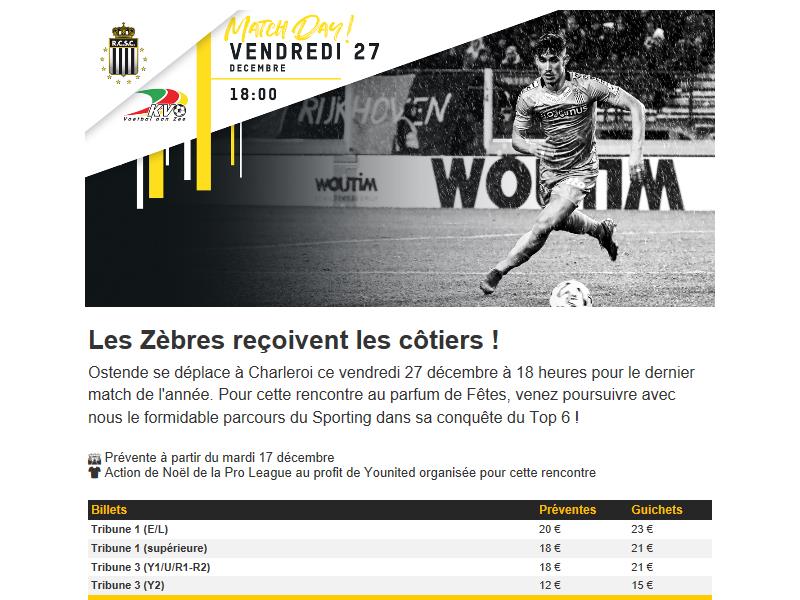 R.C.S.C.
KVO
Voetbal aan Zee
Match Day!
VENDREDI 27
DECEMBRE
18:00
RIJKHOVEN
WOUTIM
proximus
Les Zèbres reçoivent les côtiers !
Ostende se déplace à Charleroi ce vendredi 27 décembre à 18 heures pour le dernier
match de l'année. Pour cette rencontre au parfum de Fêtes, venez poursuivre avec
nous le formidable parcours du Sporting dans sa conquête du Top 6 !
Prévente à partir du mardi 17 décembre
Action de Noël de la Pro League au profit de Younited organisée pour cette rencontre
Billets Préventes Guichets
Tribune 1 (E/L) 20 € 23 €
Tribune 1 (supérieure) 18 € 21 €
Tribune 3 (Y1/U/R1-R2) 18 € 21 €
Tribune 3 (Y2) 12 € 15 €